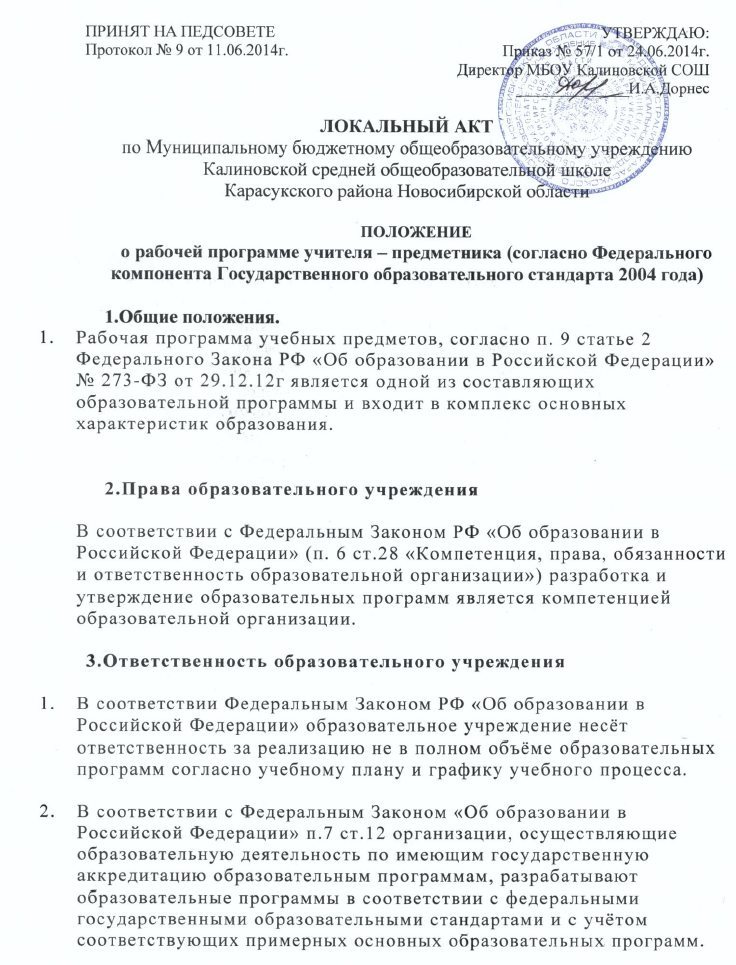 ПРИНЯТ НА ПЕДСОВЕТЕ
Протокол № 9 от 11.06.2014г.
УТВЕРЖДАЮ:
Приказ № 57/1 от 24.06.2014г.
Директор МБОУ Калиновской СОШ
И.А.Дорнес
ЛОКАЛЬНЫЙ АКТ
по Муниципальному бюджетному общеобразовательному учреждению
Калиновской средней общеобразовательной школе
Карасукского района Новосибирской области
ПОЛОЖЕНИЕ
о рабочей программе учителя – предметника (согласно Федерального
компонента Государственного образовательного стандарта 2004 года)
1.Общие положения.
1. Рабочая программа учебных предметов, согласно п. 9 статье 2
Федерального Закона РФ «Об образовании в Российской Федерации»
№ 273-ФЗ от 29.12.12г является одной из составляющих
образовательной программы и входит в комплекс основных
характеристик образования.
2.Права образовательного учреждения
В соответствии с Федеральным Законом РФ «Об образовании в
Российской Федерации» (п. 6 ст.28 «Компетенция, права, обязанности
и ответственность образовательной организации») разработка и
утверждение образовательных программ является компетенцией
образовательной организации.
3.Ответственность образовательного учреждения
1. В соответствии Федеральным Законом РФ «Об образовании в
Российской Федерации» образовательное учреждение несёт
ответственность за реализацию не в полном объёме образовательных
программ согласно учебному плану и графику учебного процесса.
2. В соответствии с Федеральным Законом «Об образовании в
Российской Федерации» п.7 ст.12 организации, осуществляющие
образовательную деятельность по имеющим государственную
аккредитацию образовательным программам, разрабатывают
образовательные программы в соответствии с федеральными
государственными образовательными стандартами и с учётом
соответствующих примерных основных образовательных программ.